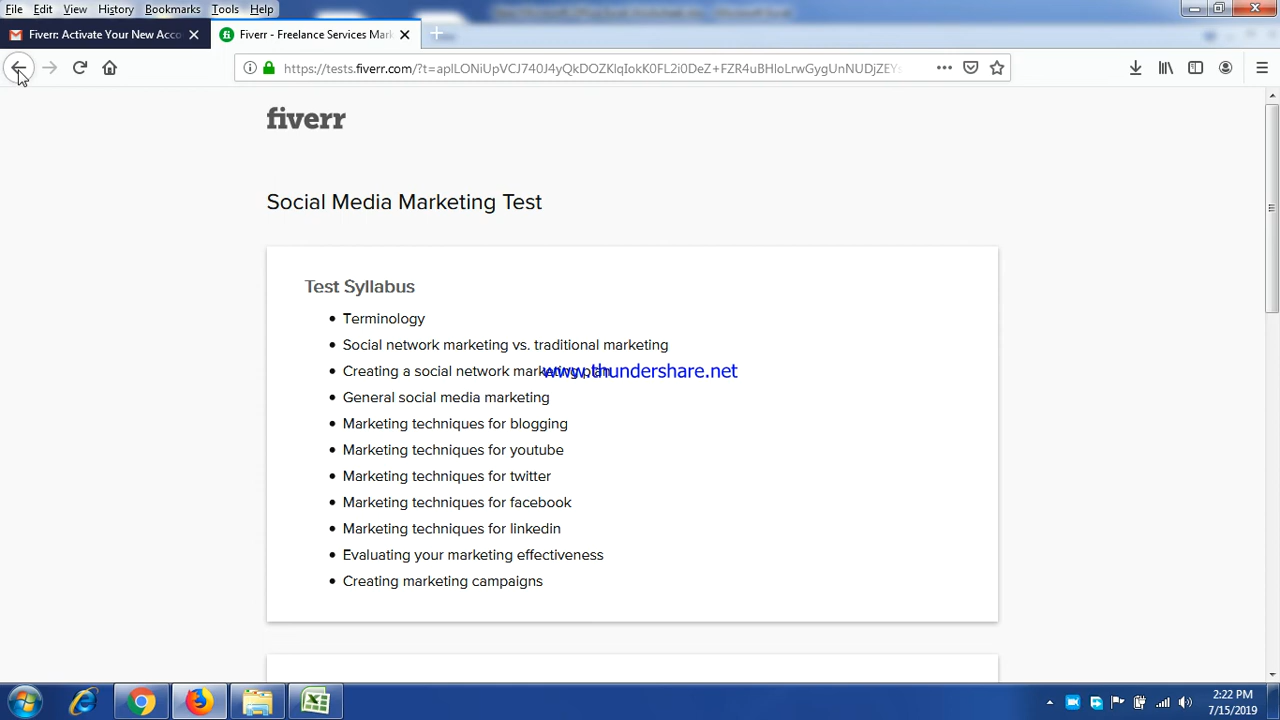 File Edit View History Bookmarks Tools Help
Fiverr: Activate Your New Acco
Fiverr - Freelance Services Mark
https://tests.fiverr.com/?t=
fiverr
Social Media Marketing Test
Test Syllabus
Terminology
Social network marketing vs. traditional marketing
Creating a social network marketing plan
www.thundershare.net
General social media marketing
Marketing techniques for blogging
Marketing techniques for youtube
Marketing techniques for twitter
Marketing techniques for facebook
Marketing techniques for linkedin
Evaluating your marketing effectiveness
Creating marketing campaigns
2:22 PM
7/15/2019